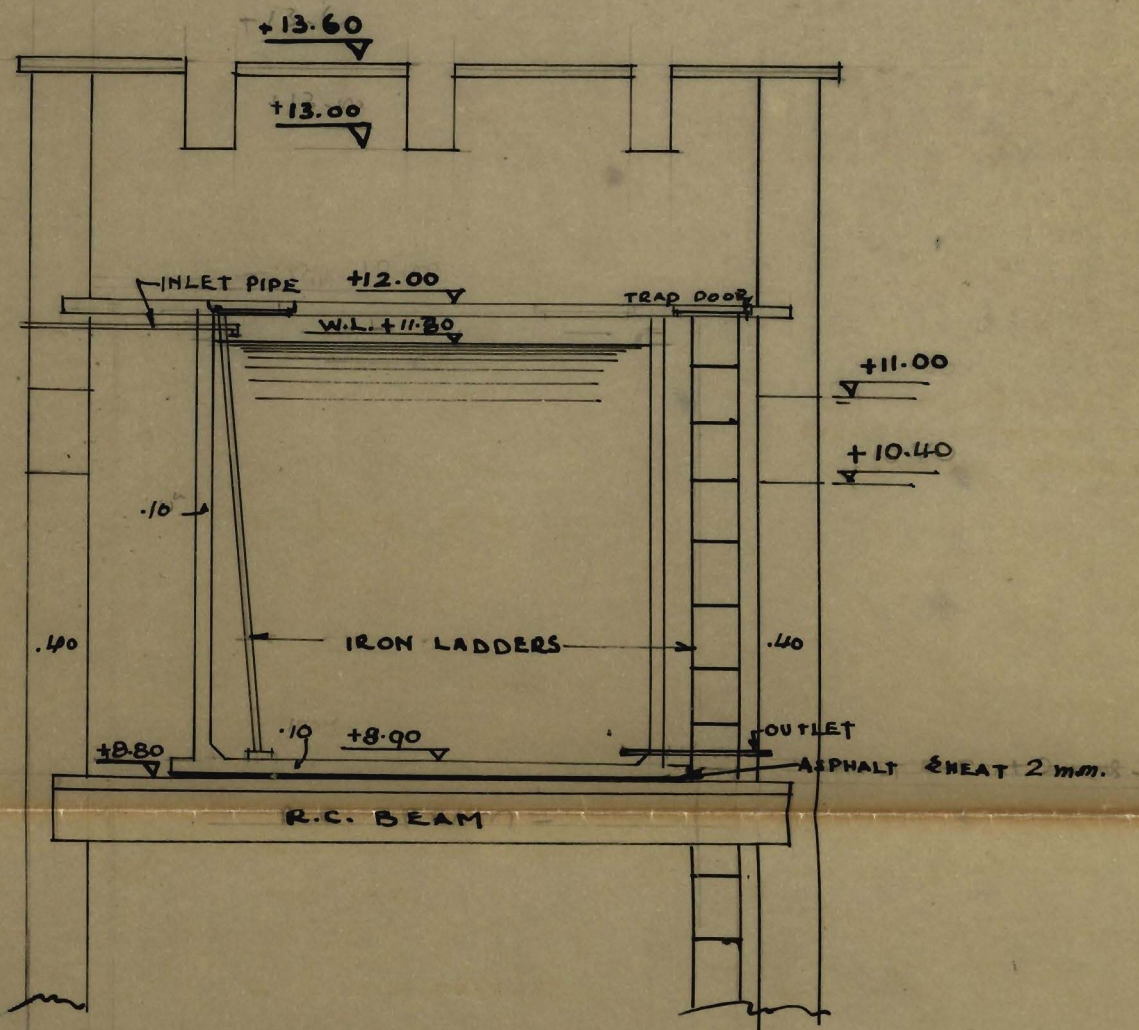 +13.60
+13.00
INLET PIPE
+12.00
TRAP DOOR
W.L. +11.80
+11.00
+10.40
.10
.40
IRON LADDERS
.40
.10
+8.90
+8.80
OUTLET
ASPHALT SHEAT 2 mm.
R.C. BEAM